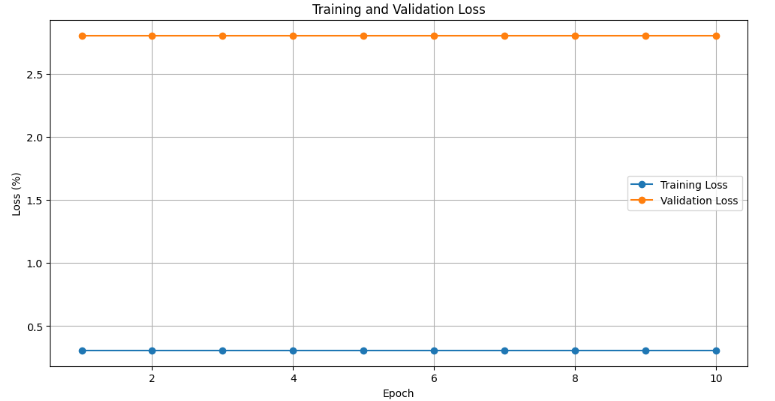 Training and Validation Loss
Loss (%)
2.5
2.0
1.5
1.0
0.5
Training Loss
Validation Loss
2
4
6
8
10
Epoch